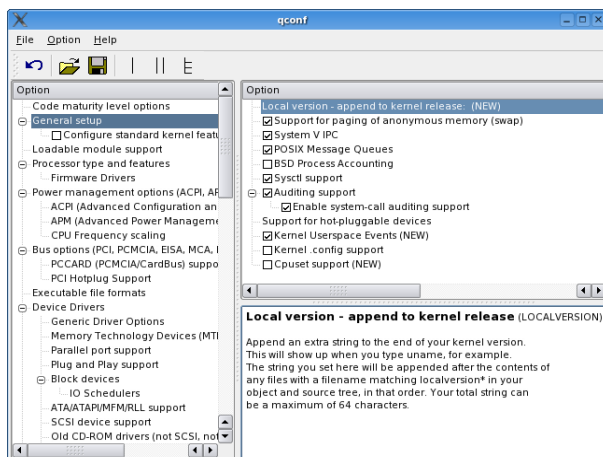 qconf
File Option Help
Option
Code maturity level options
General setup
Configure standard kernel featu
Loadable module support
Processor type and features
Firmware Drivers
Power management options (ACPI, AP
ACPI (Advanced Configuration an
APM (Advanced Power Manageme
CPU Frequency scaling
Bus options (PCI, PCMCIA, EISA, MCA, I
PCCARD (PCMCIA/CardBus) suppo
PCI Hotplug Support
Executable file formats
Device Drivers
Generic Driver Options
Memory Technology Devices (MTI
Parallel port support
Plug and Play support
Block devices
IO Schedulers
ATA/ATAPI/MFM/RLL support
SCSI device support
Old CD-ROM drivers (not SCSI, not
Option
Local version - append to kernel release: (NEW)
Support for paging of anonymous memory (swap)
System V IPC
POSIX Message Queues
BSD Process Accounting
Sysctl support
Auditing support
Enable system-call auditing support
Support for hot-pluggable devices
Kernel Userspace Events (NEW)
Kernel .config support
Cpuset support (NEW)
Local version - append to kernel release (LOCALVERSION)
Append an extra string to the end of your kernel version.
This will show up when you type uname, for example.
The string you set here will be appended after the contents of
any files with a filename matching localversion* in your
object and source tree, in that order. Your total string can
be a maximum of 64 characters.